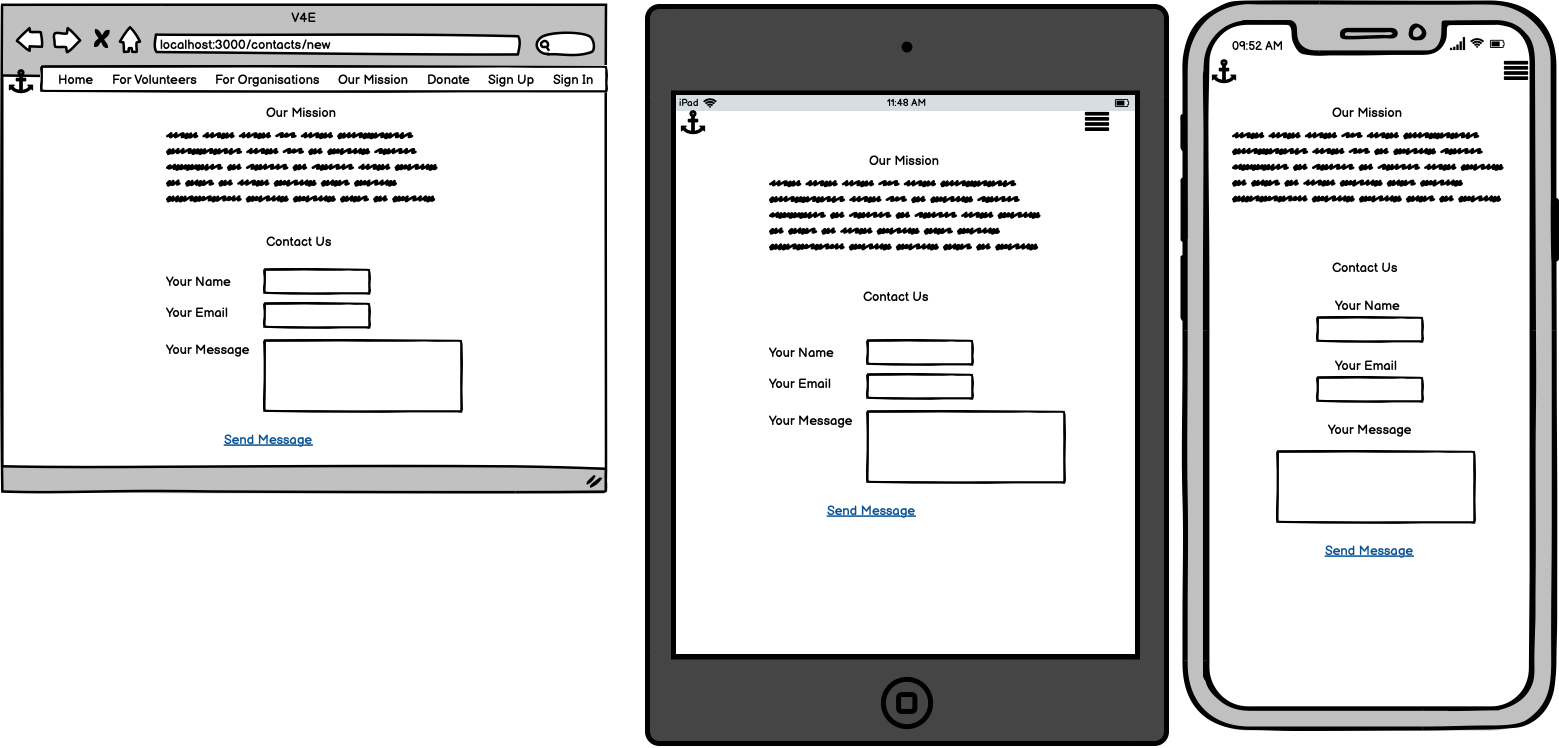 V4E
localhost:3000/contacts/new
Home For Volunteers For Organisations Our Mission Donate Sign Up Sign In
Our Mission
Contact Us
Your Name
Your Email
Your Message
Send Message
iPad 11:48 AM
Our Mission
Contact Us
Your Name
Your Email
Your Message
Send Message
09:52 AM
Our Mission
Contact Us
Your Name
Your Email
Your Message
Send Message